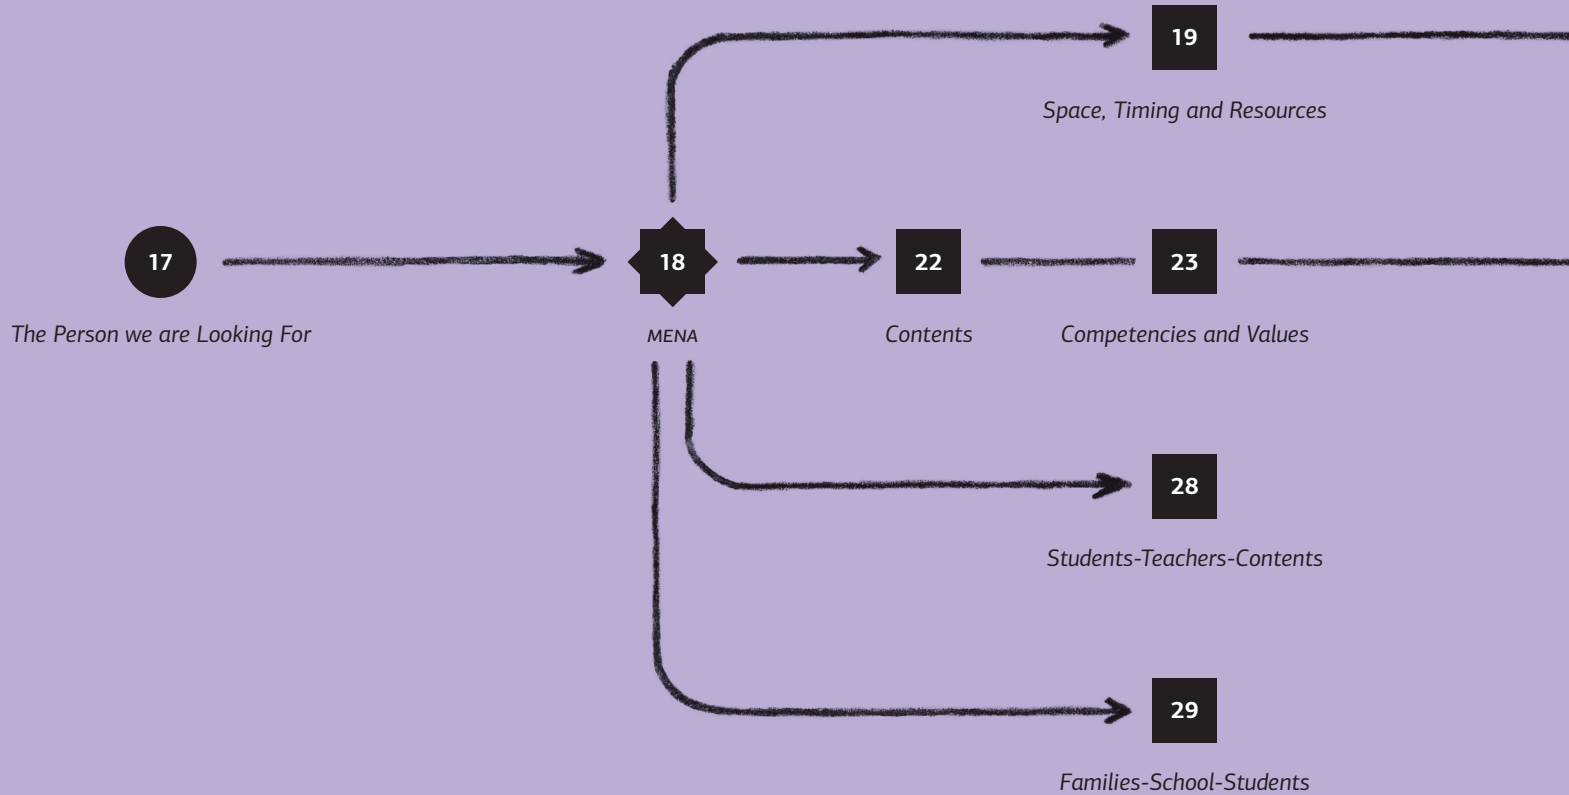 19
Space, Timing and Resources
17
18
22
23
The Person we are Looking For
MENA
Contents
Competencies and Values
28
Students-Teachers-Contents
29
Families-School-Students